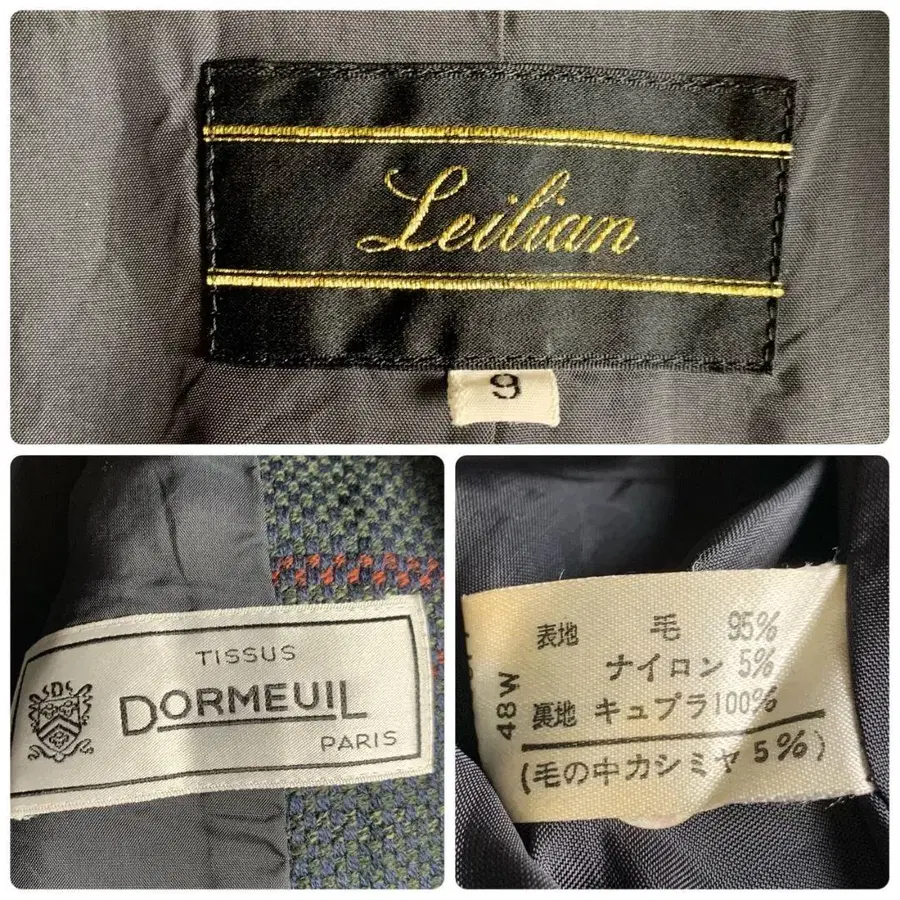 Leilian
9
TISSUS
DORMEUIL
PARIS
表地 毛 95%
ナイロン 5%
裏地 キュプラ100%
(毛の中カシミヤ5%)
48W